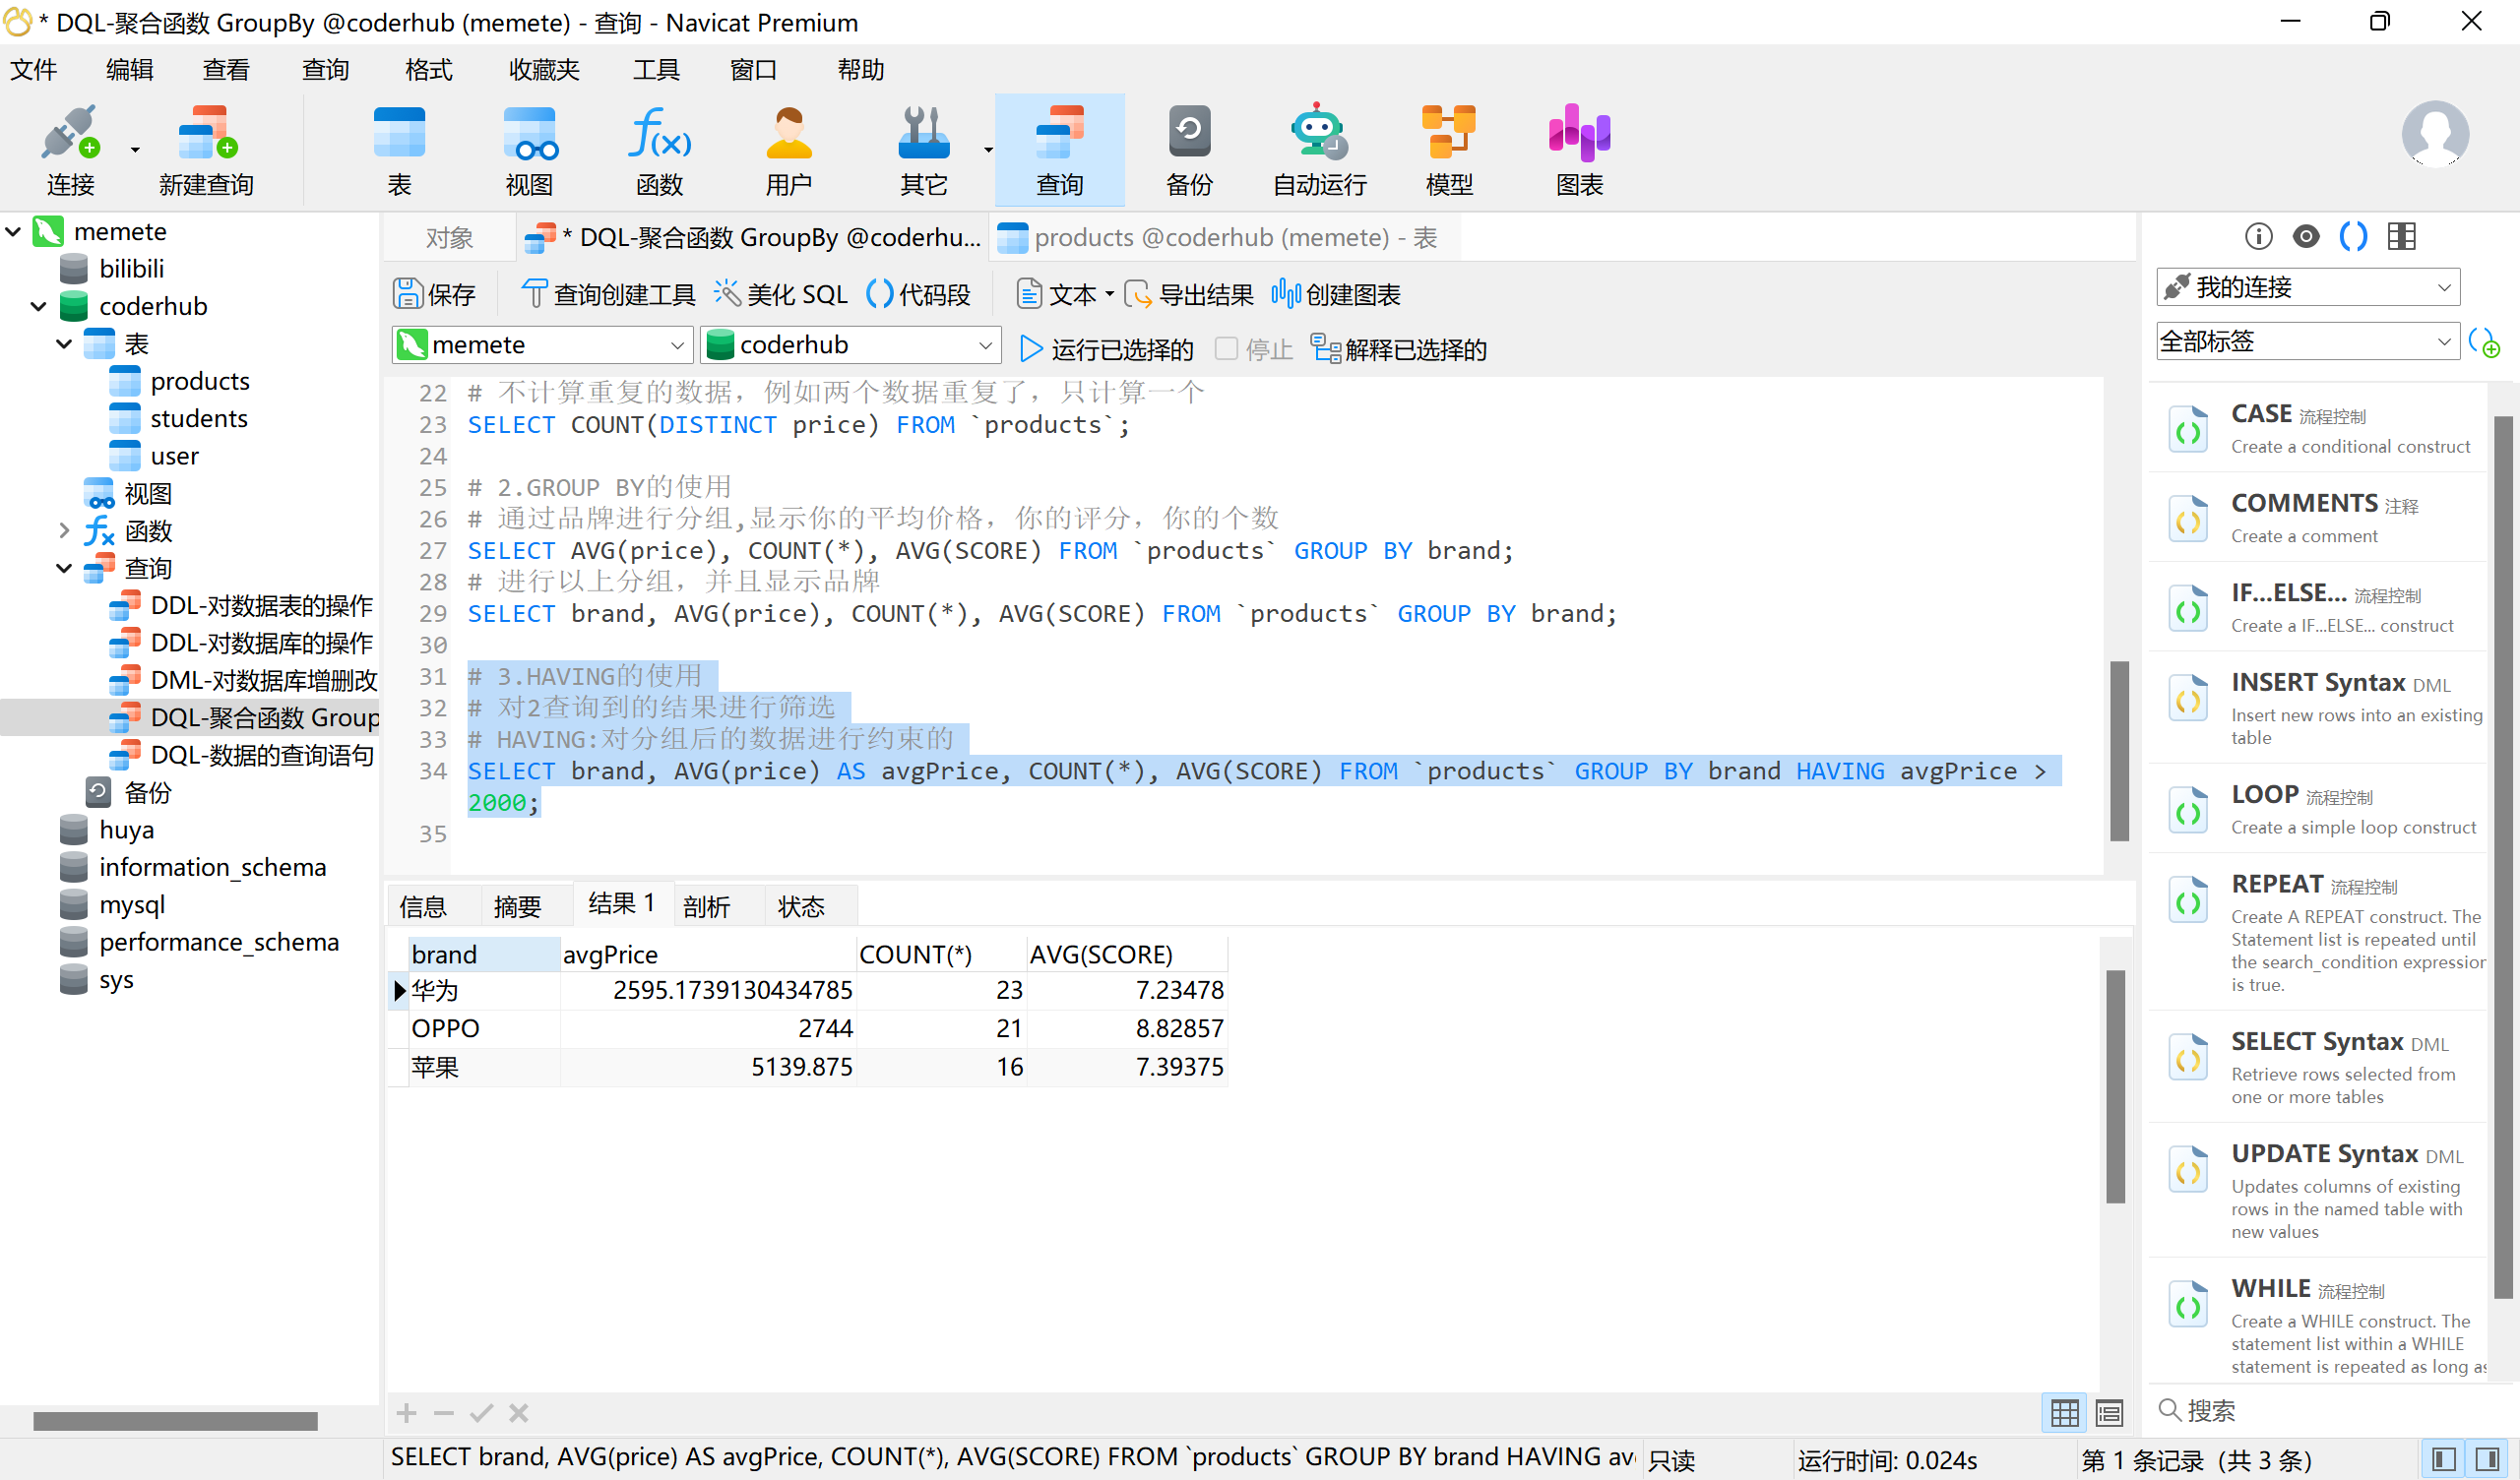 * DQL-聚合函数 GroupBy @coderhub (memete) - 查询 - Navicat Premium
文件 编辑 查看 查询 格式 收藏夹 工具 窗口 帮助
连接 新建查询 表 视图 函数 用户 其它 查询 备份 自动运行 模型 图表
memete
bilibili
coderhub
表
products
students
user
视图
函数
查询
DDL-对数据表的操作
DDL-对数据库的操作
DML-对数据库增删改
DQL-聚合函数 Group
DQL-数据的查询语句
备份
huya
information_schema
mysql
performance_schema
sys
对象 * DQL-聚合函数 GroupBy @coderhu... products @coderhub (memete) - 表
保存 查询创建工具 美化 SQL 代码段 文本 导出结果 创建图表
memete coderhub 运行已选择的 停止 解释已选择的
22 # 不计算重复的数据，例如两个数据重复了，只计算一个
23 SELECT COUNT(DISTINCT price) FROM `products`;
24
25 # 2.GROUP BY的使用
26 # 通过品牌进行分组,显示你的平均价格，你的评分，你的个数
27 SELECT AVG(price), COUNT(*), AVG(SCORE) FROM `products` GROUP BY brand;
28 # 进行以上分组，并且显示品牌
29 SELECT brand, AVG(price), COUNT(*), AVG(SCORE) FROM `products` GROUP BY brand;
30
31 # 3.HAVING的使用
32 # 对2查询到的结果进行筛选
33 # HAVING:对分组后的数据进行约束的
34 SELECT brand, AVG(price) AS avgPrice, COUNT(*), AVG(SCORE) FROM `products` GROUP BY brand HAVING avgPrice >
2000;
35
信息 摘要 结果 1 剖析 状态
brand avgPrice COUNT(*) AVG(SCORE)
华为 2595.1739130434785 23 7.23478
OPPO 2744 21 8.82857
苹果 5139.875 16 7.39375
SELECT brand, AVG(price) AS avgPrice, COUNT(*), AVG(SCORE) FROM `products` GROUP BY brand HAVING av 只读 运行时间: 0.024s 第 1 条记录 (共 3 条)
我的连接
全部标签
CASE 流程控制
Create a conditional construct
COMMENTS 注释
Create a comment
IF...ELSE... 流程控制
Create a IF...ELSE... construct
INSERT Syntax DML
Insert new rows into an existing
table
LOOP 流程控制
Create a simple loop construct
REPEAT 流程控制
Create A REPEAT construct. The
Statement list is repeated until
the search_condition expression
is true.
SELECT Syntax DML
Retrieve rows selected from
one or more tables
UPDATE Syntax DML
Updates columns of existing
rows in the named table with
new values
WHILE 流程控制
Create a WHILE construct. The
statement list within a WHILE
statement is repeated as long as
搜索